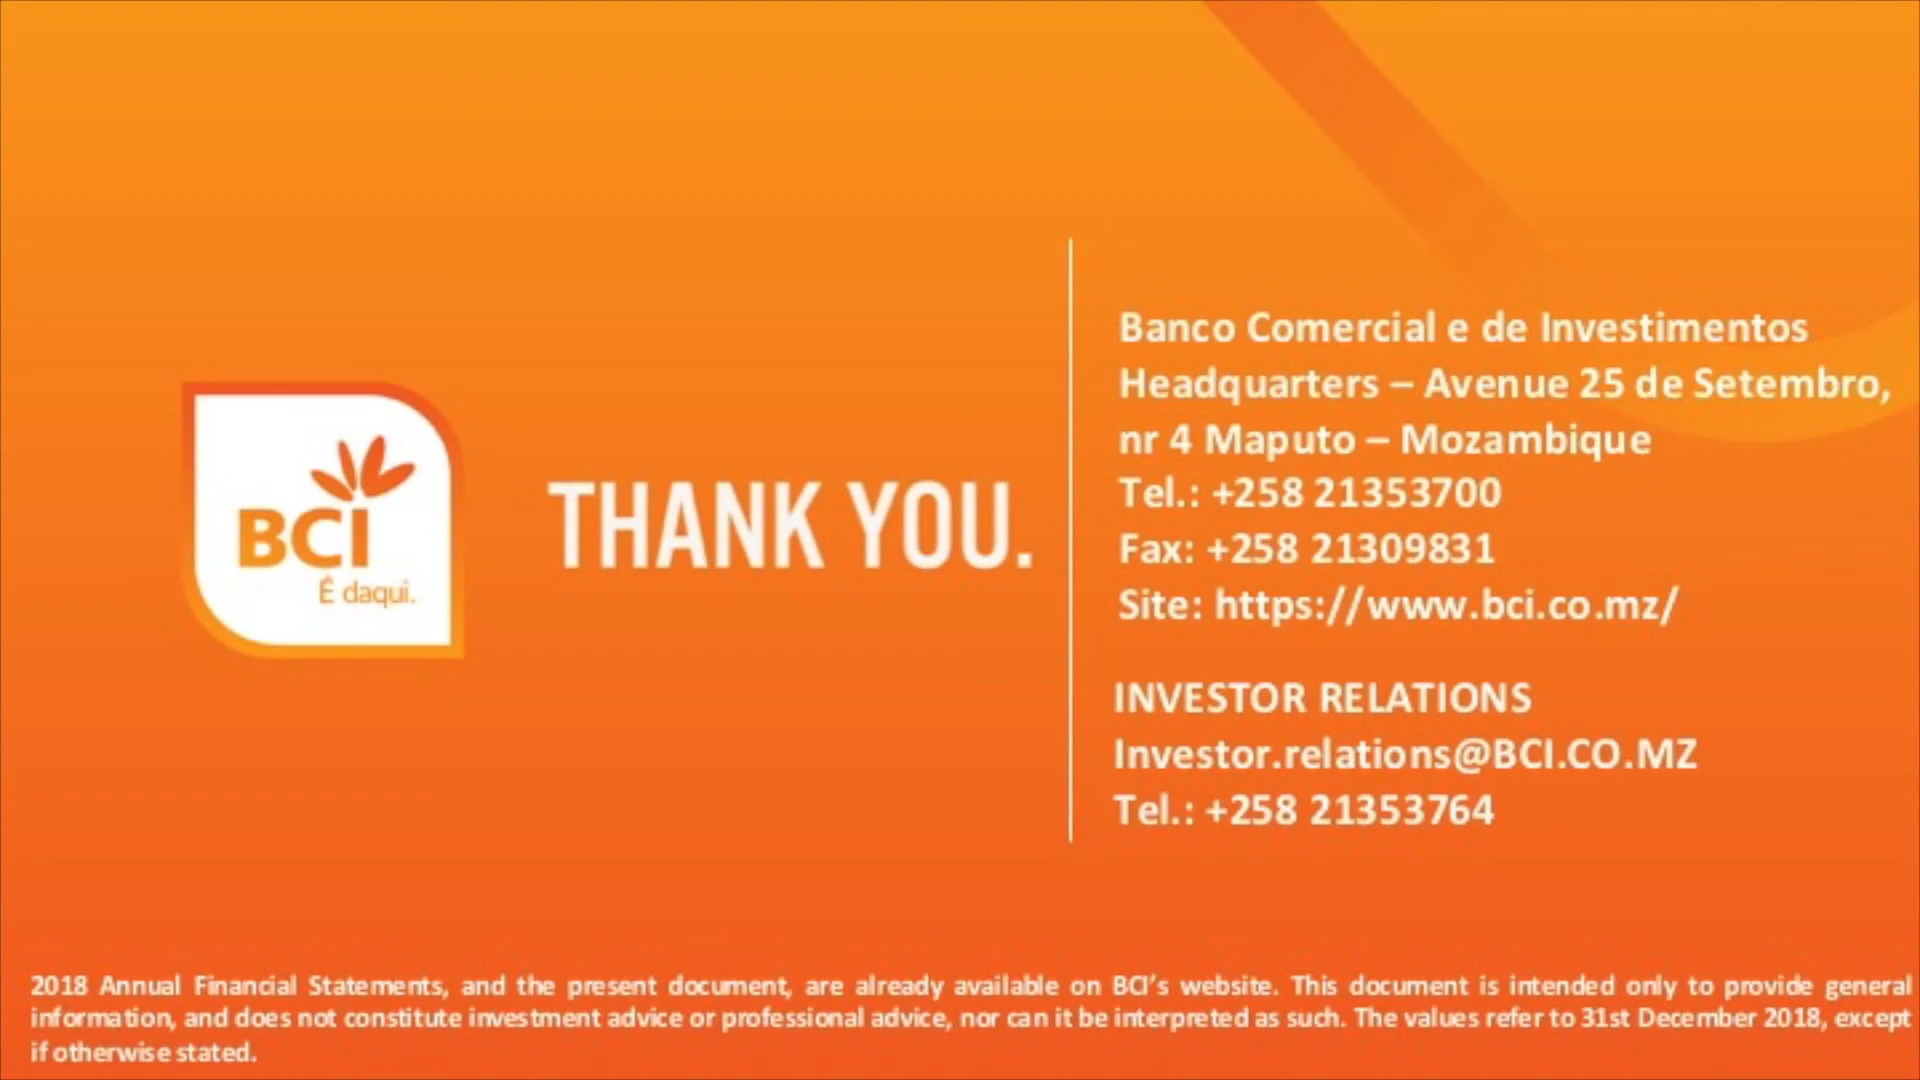 BCI
É daqui.
THANK YOU.
Banco Comercial e de Investimentos
Headquarters – Avenue 25 de Setembro,
nr 4 Maputo – Mozambique
Tel.: +258 21353700
Fax: +258 21309831
Site: https://www.bci.co.mz/
INVESTOR RELATIONS
Investor.relations@BCI.CO.MZ
Tel.: +258 21353764
2018 Annual Financial Statements, and the present document, are already available on BCI’s website. This document is intended only to provide general
information, and does not constitute investment advice or professional advice, nor can it be interpreted as such. The values refer to 31st December 2018, except
if otherwise stated.